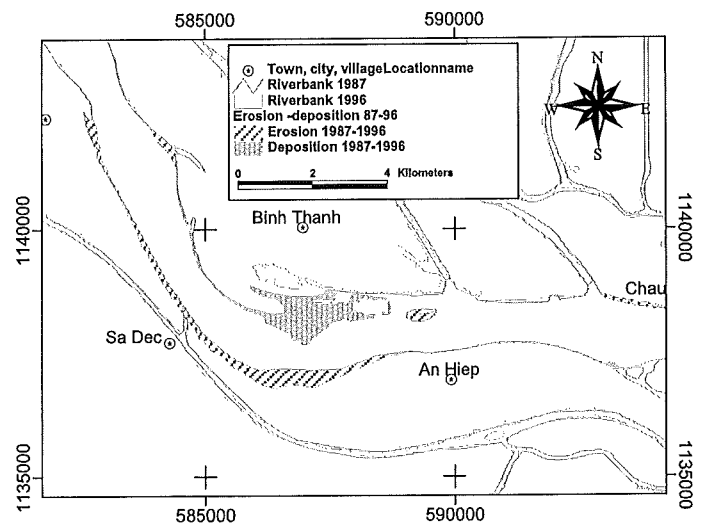 585000 590000
Town, city, villageLocationname
Riverbank 1987
Riverbank 1996
Erosion -deposition 87-96
Erosion 1987-1996
Deposition 1987-1996
0 2 4 Kilometers
N
W E
S
1140000 1140000
Binh Thanh
Chau
Sa Dec
An Hiep
1135000 1135000
585000 590000